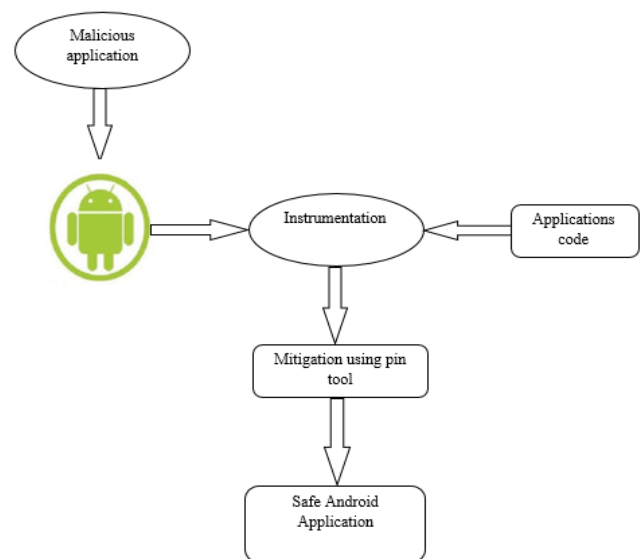 Malicious
application
Instrumentation
Applications
code
Mitigation using pin
tool
Safe Android
Application